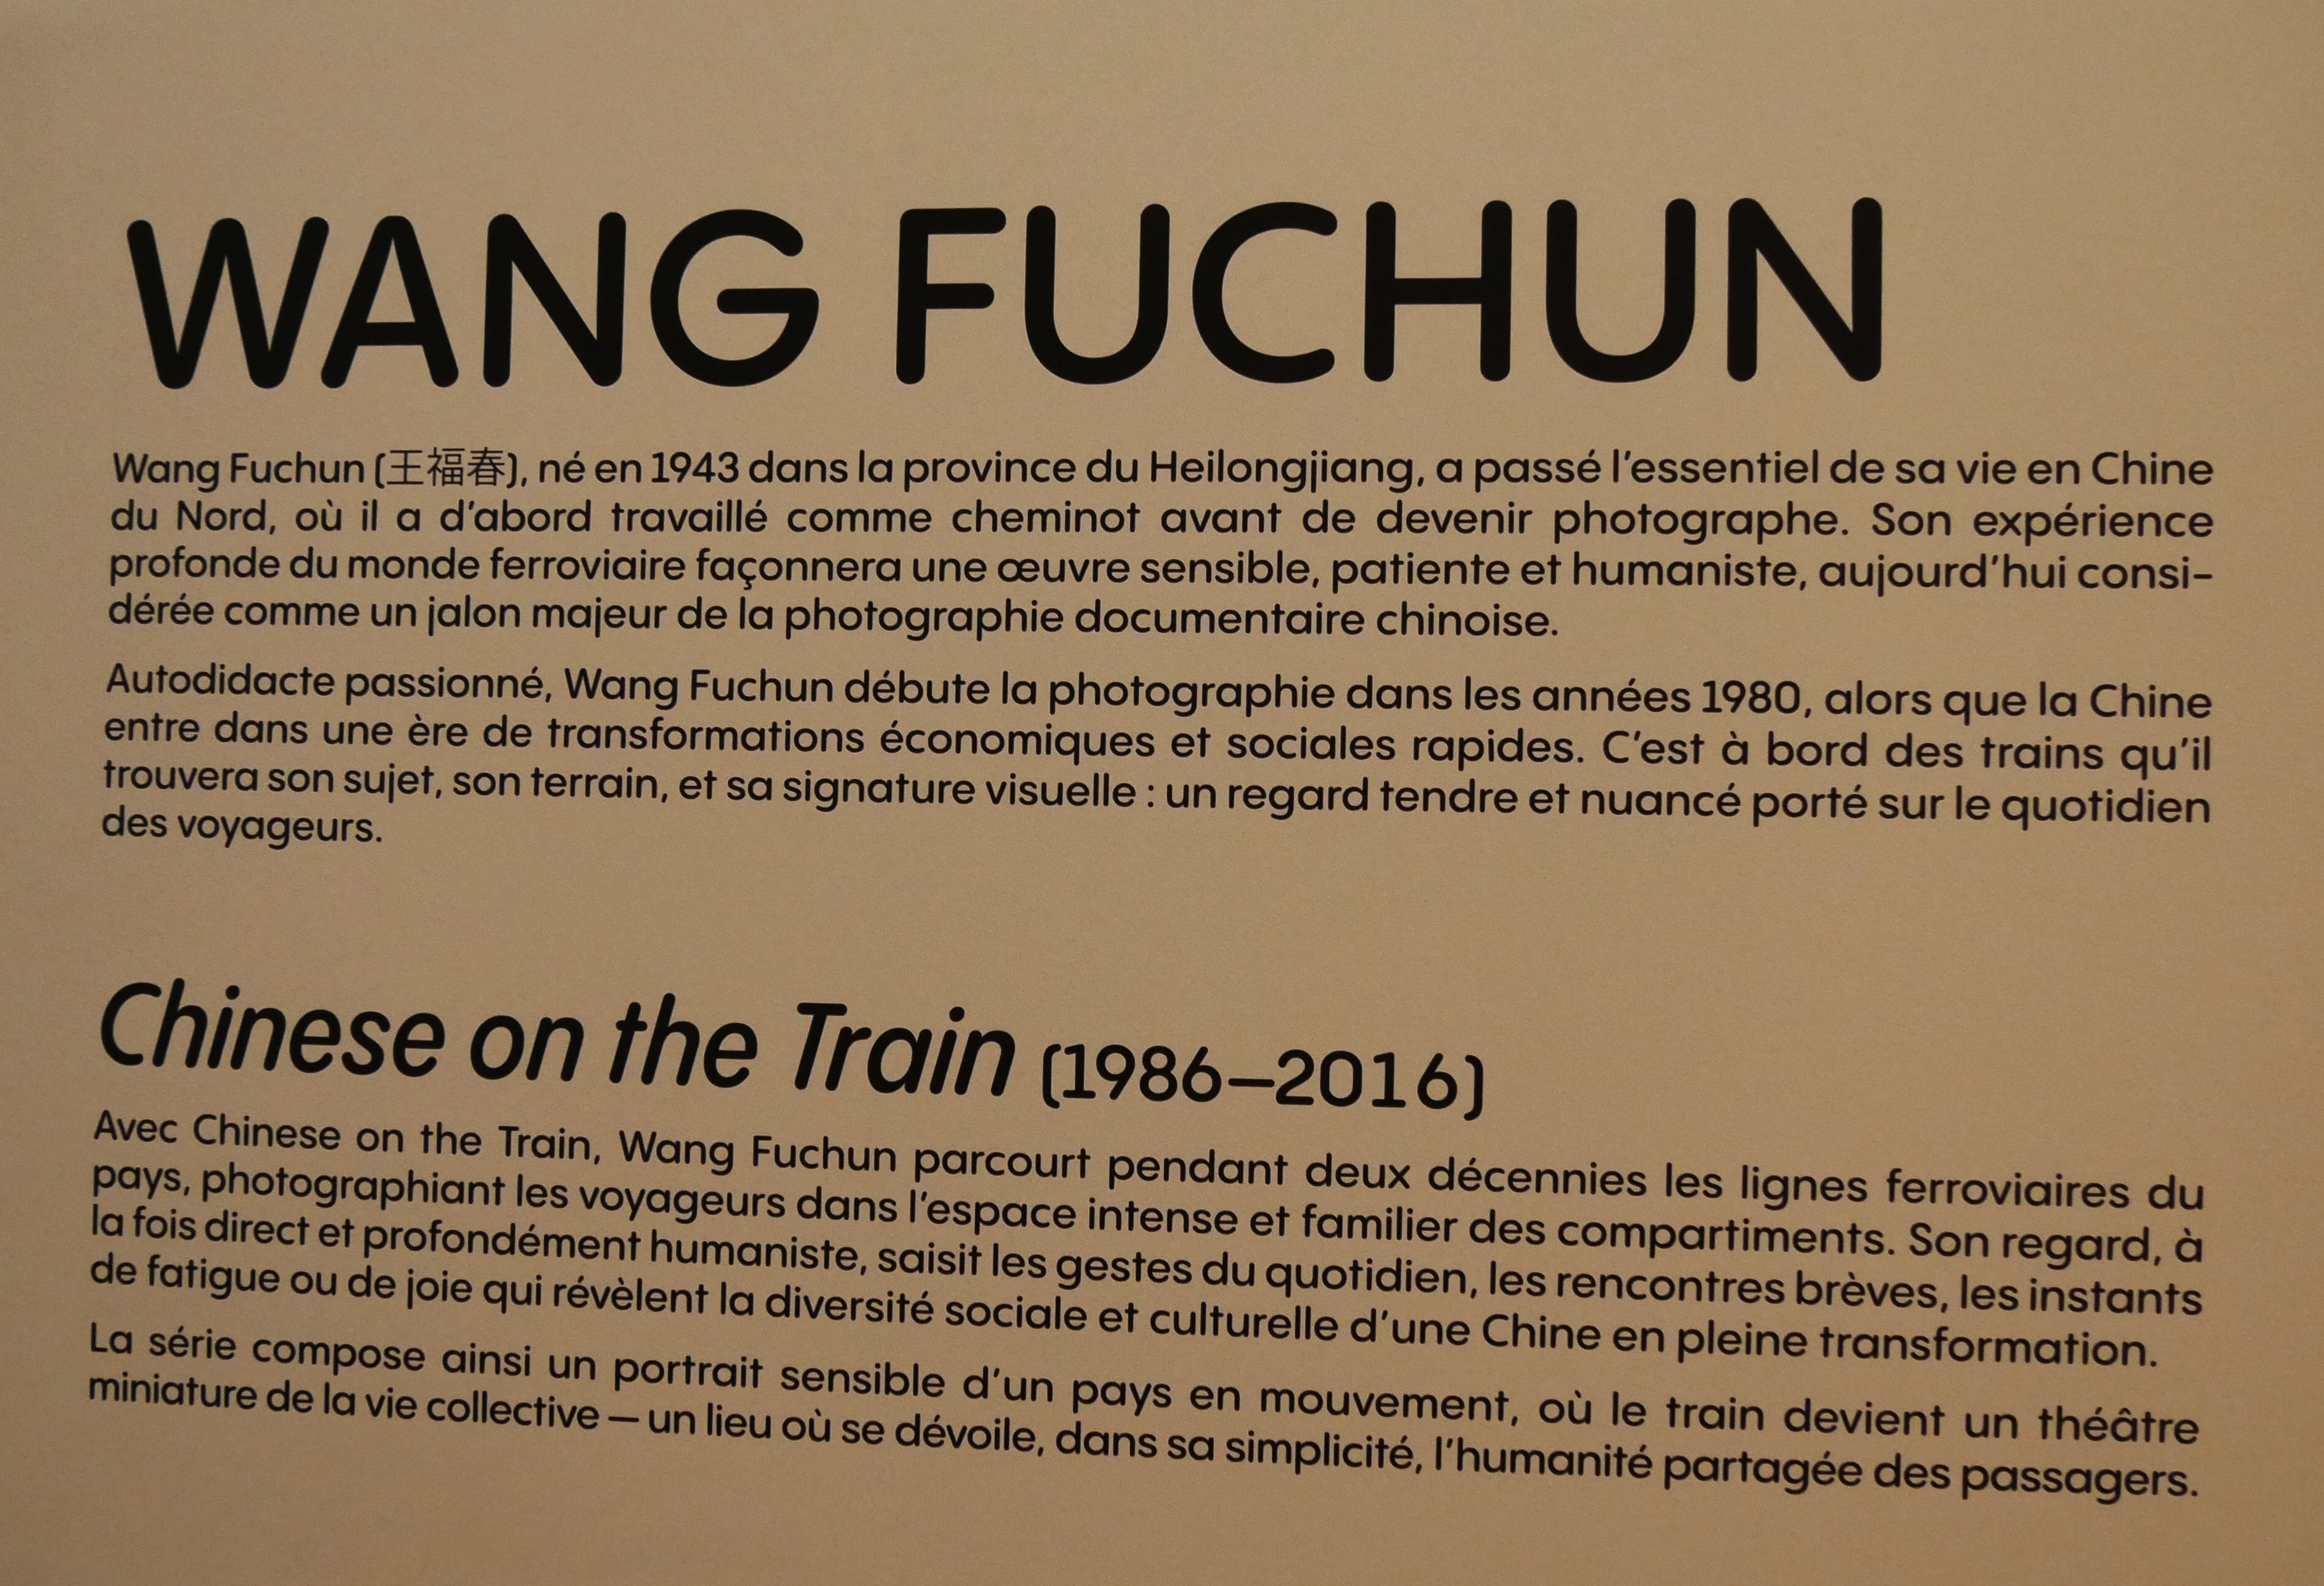 WANG FUCHUN
Wang Fuchun (王福春), né en 1943 dans la province du Heilongjiang, a passé l'essentiel de sa vie en Chine
du Nord, où il a d'abord travaillé comme cheminot avant de devenir photographe. Son expérience
profonde du monde ferroviaire façonnera une œuvre sensible, patiente et humaniste, aujourd'hui consi-
dérée comme un jalon majeur de la photographie documentaire chinoise.
Autodidacte passionné, Wang Fuchun débute la photographie dans les années 1980, alors que la Chine
entre dans une ère de transformations économiques et sociales rapides. C'est à bord des trains qu'il
trouvera son sujet, son terrain, et sa signature visuelle : un regard tendre et nuancé porté sur le quotidien
des voyageurs.
Chinese on the Train (1986–2016)
Avec Chinese on the Train, Wang Fuchun parcourt pendant deux décennies les lignes ferroviaires du
pays, photographiant les voyageurs dans l'espace intense et familier des compartiments. Son regard, à
la fois direct et profondément humaniste, saisit les gestes du quotidien, les rencontres brèves, les instants
de fatigue ou de joie qui révèlent la diversité sociale et culturelle d'une Chine en pleine transformation.
La série compose ainsi un portrait sensible d'un pays en mouvement, où le train devient un théâtre
miniature de la vie collective — un lieu où se dévoile, dans sa simplicité, l'humanité partagée des passagers.